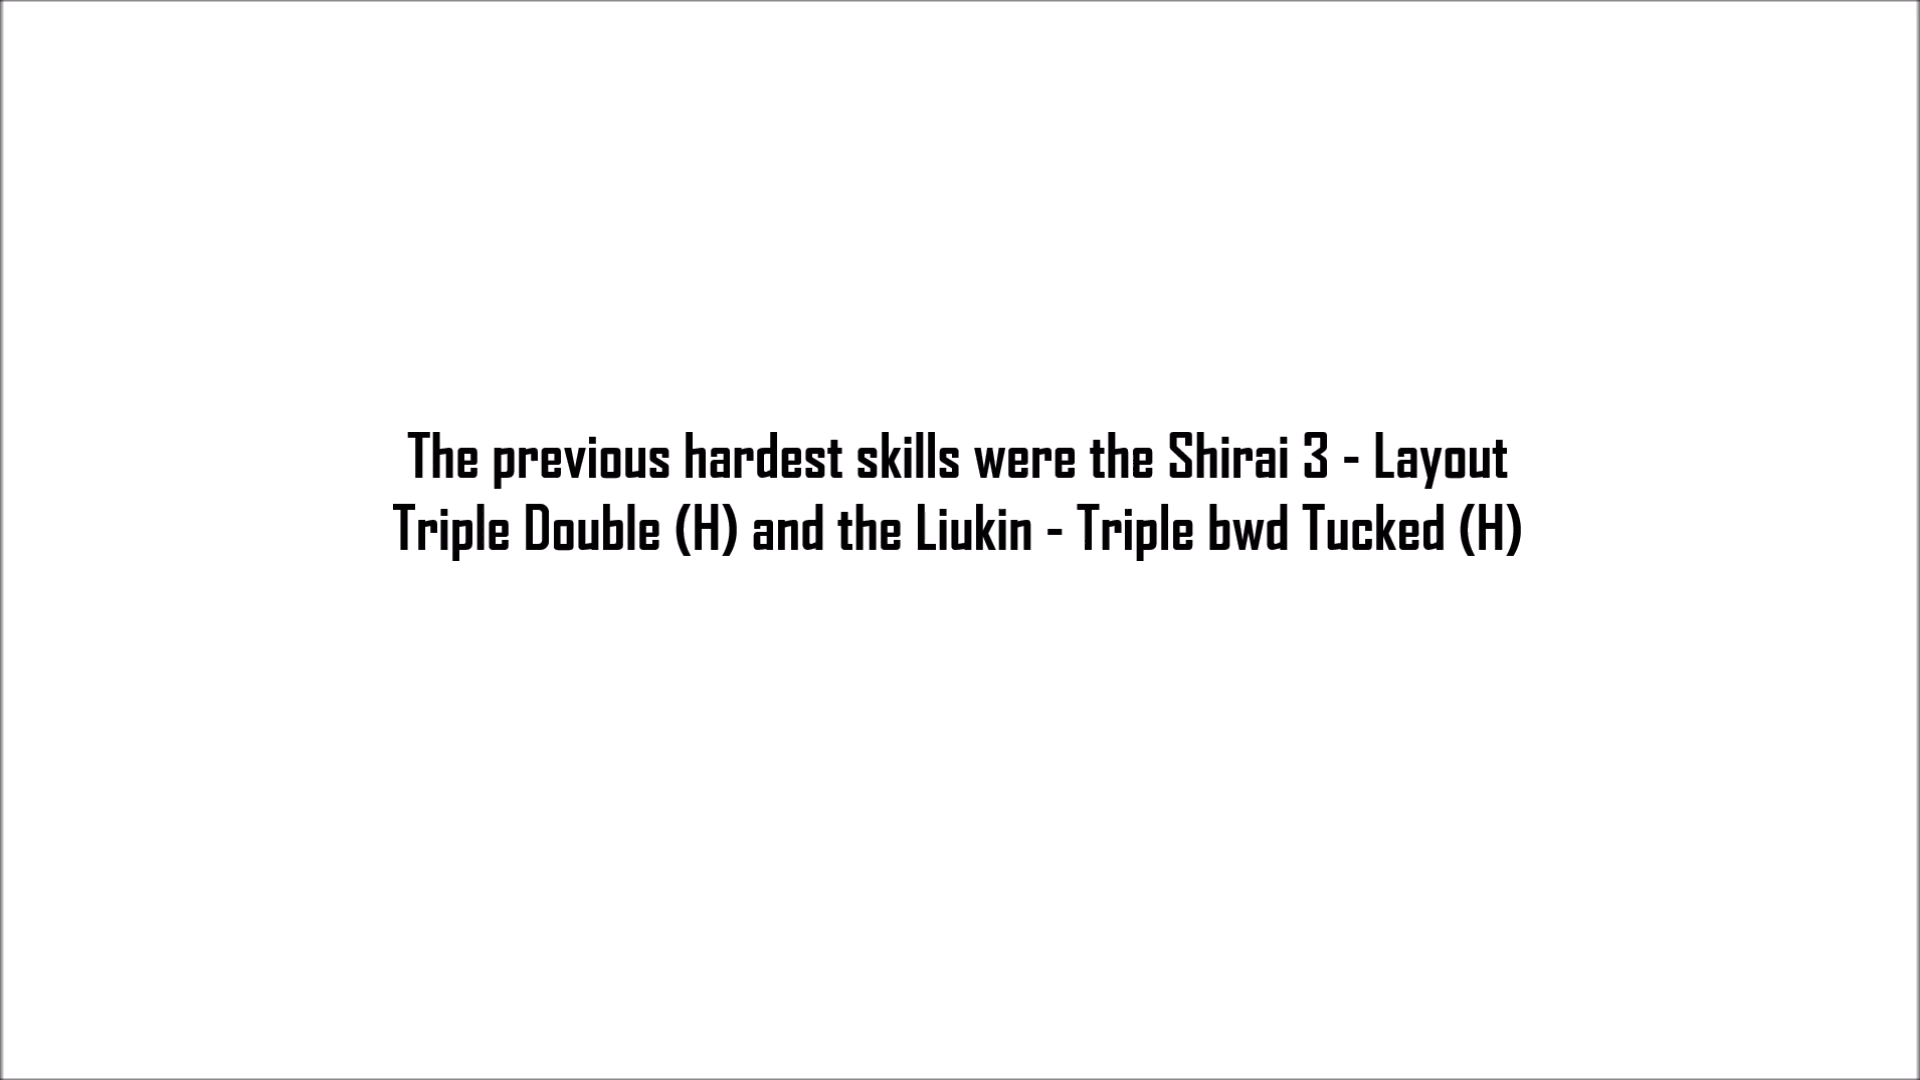 The previous hardest skills were the Shirai 3 - Layout
Triple Double (H) and the Liukin - Triple bwd Tucked (H)